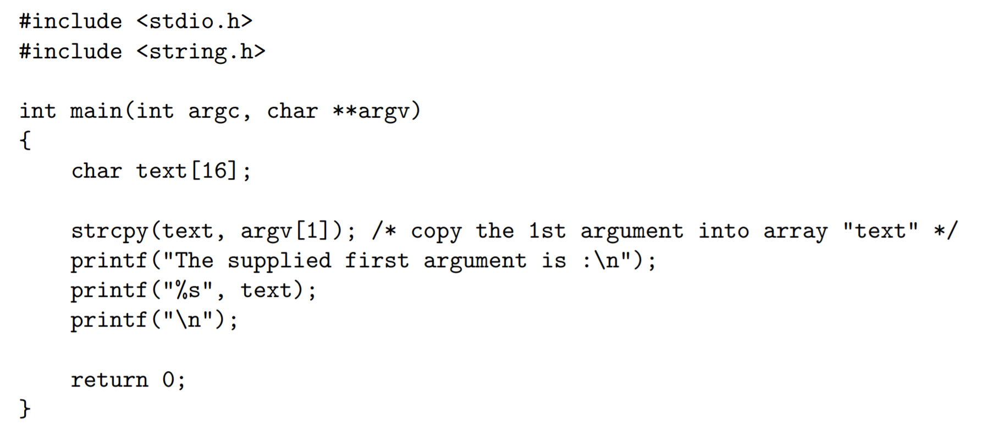 #include <stdio.h>
#include <string.h>

int main(int argc, char **argv)
{
    char text[16];

    strcpy(text, argv[1]); /* copy the 1st argument into array "text" */
    printf("The supplied first argument is :\n");
    printf("%s", text);
    printf("\n");

    return 0;
}